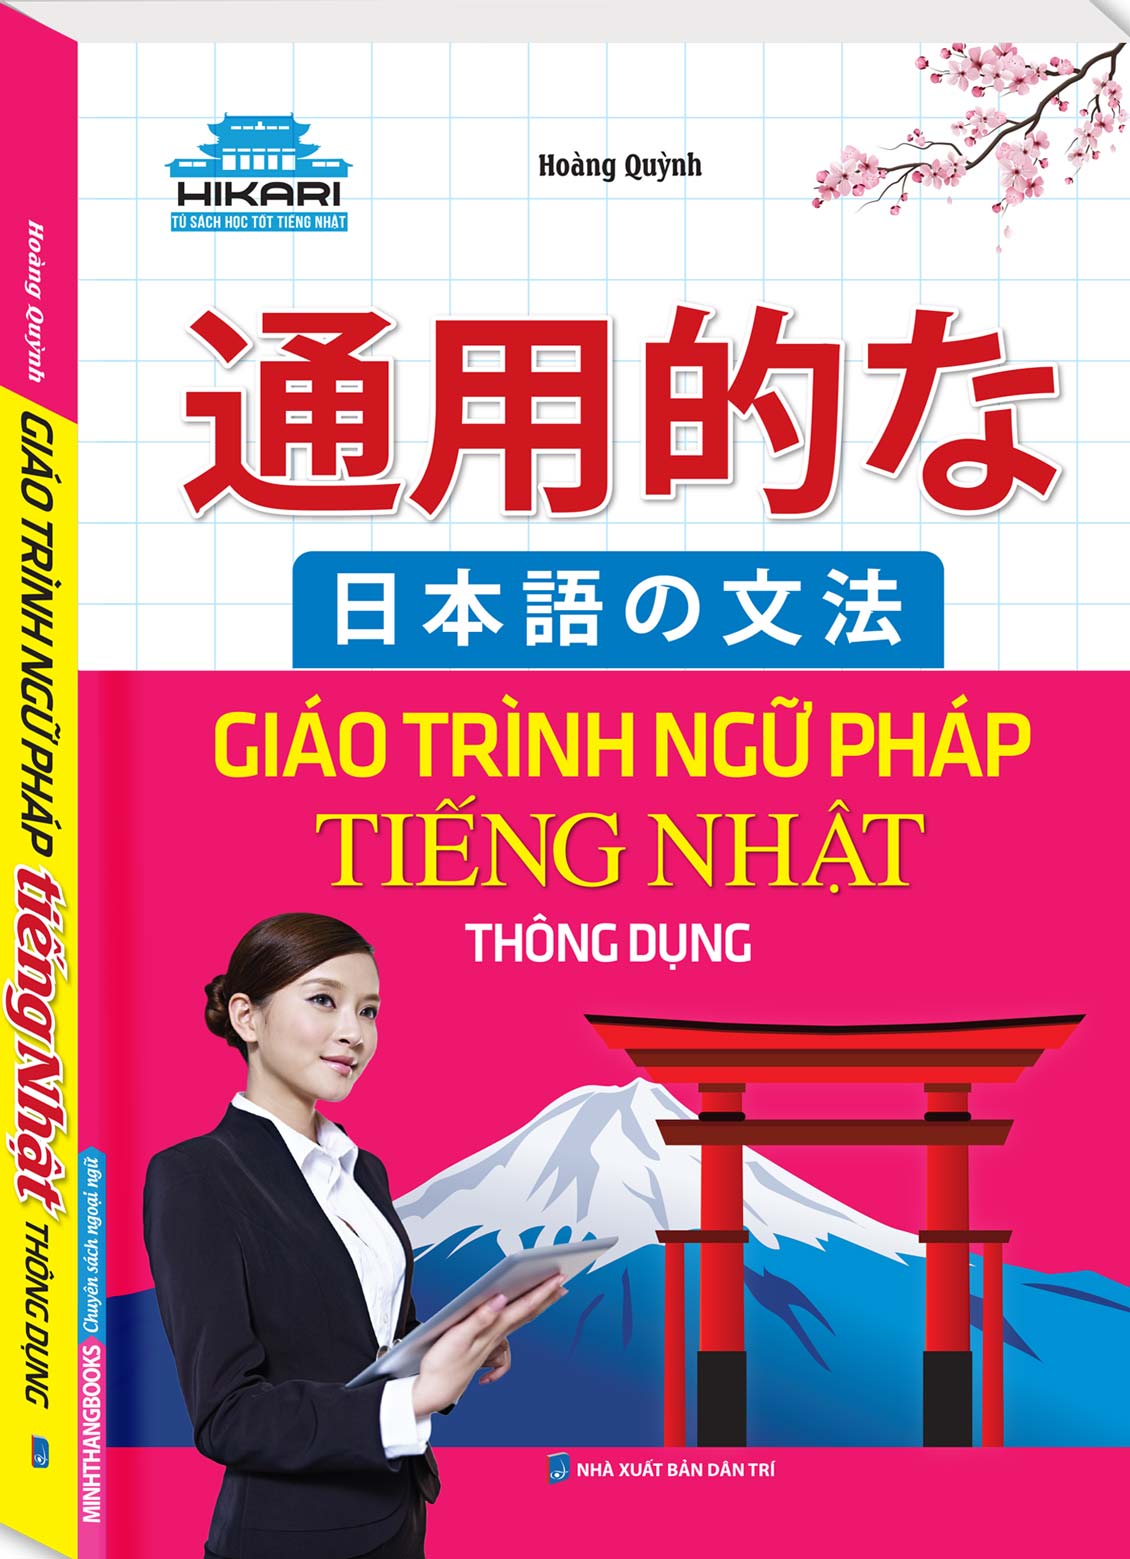 HIKARI
TỦ SÁCH HỌC TỐT TIẾNG NHẬT
Hoàng Quỳnh
通用的な
日本語の文法
GIÁO TRÌNH NGỮ PHÁP
TIẾNG NHẬT
THÔNG DỤNG
NHÀ XUẤT BẢN DÂN TRÍ
MINHTHANGBOOKS Chuyên sách ngoại ngữ
Hoàng Quỳnh
GIÁO TRÌNH NGỮ PHÁP tiếng Nhật THÔNG DỤNG